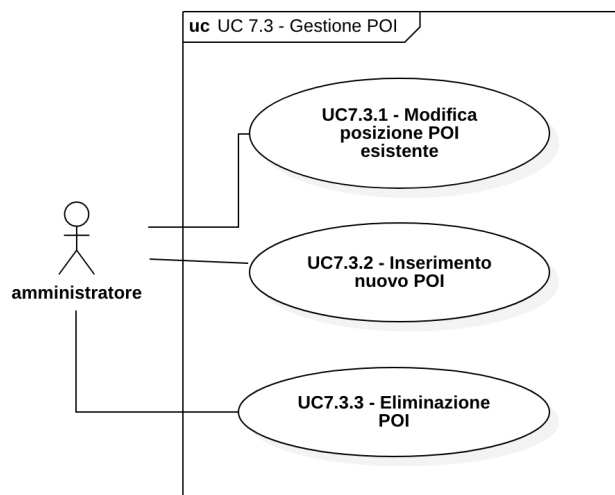 uc UC 7.3 - Gestione POI
UC7.3.1 - Modifica
posizione POI
esistente
UC7.3.2 - Inserimento
nuovo POI
amministratore
UC7.3.3 - Eliminazione
POI